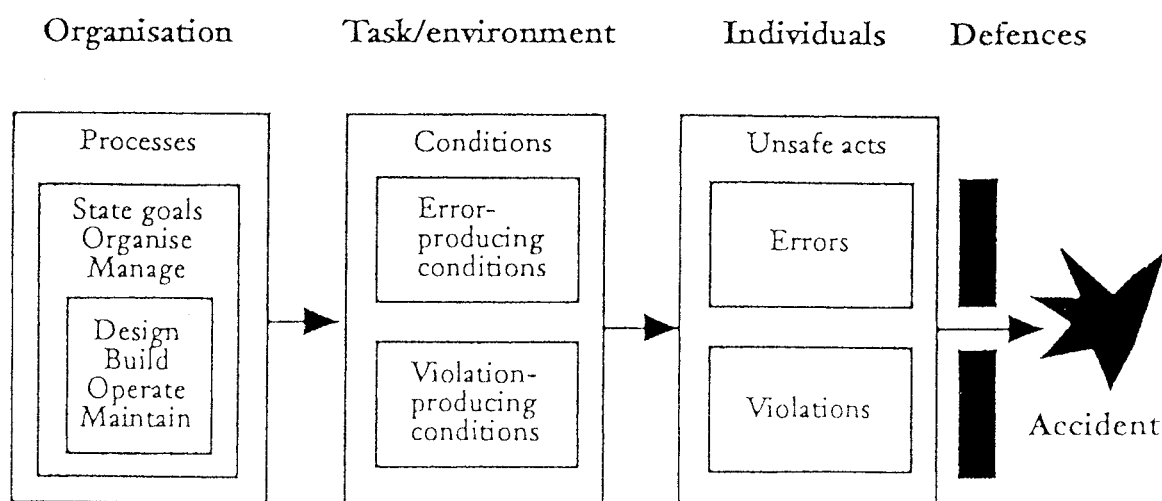 Organisation
Task/environment
Individuals
Defences
Processes
State goals
Organise
Manage
Design
Build
Operate
Maintain
Conditions
Error-
producing
conditions
Violation-
producing
conditions
Unsafe acts
Errors
Violations
Accident